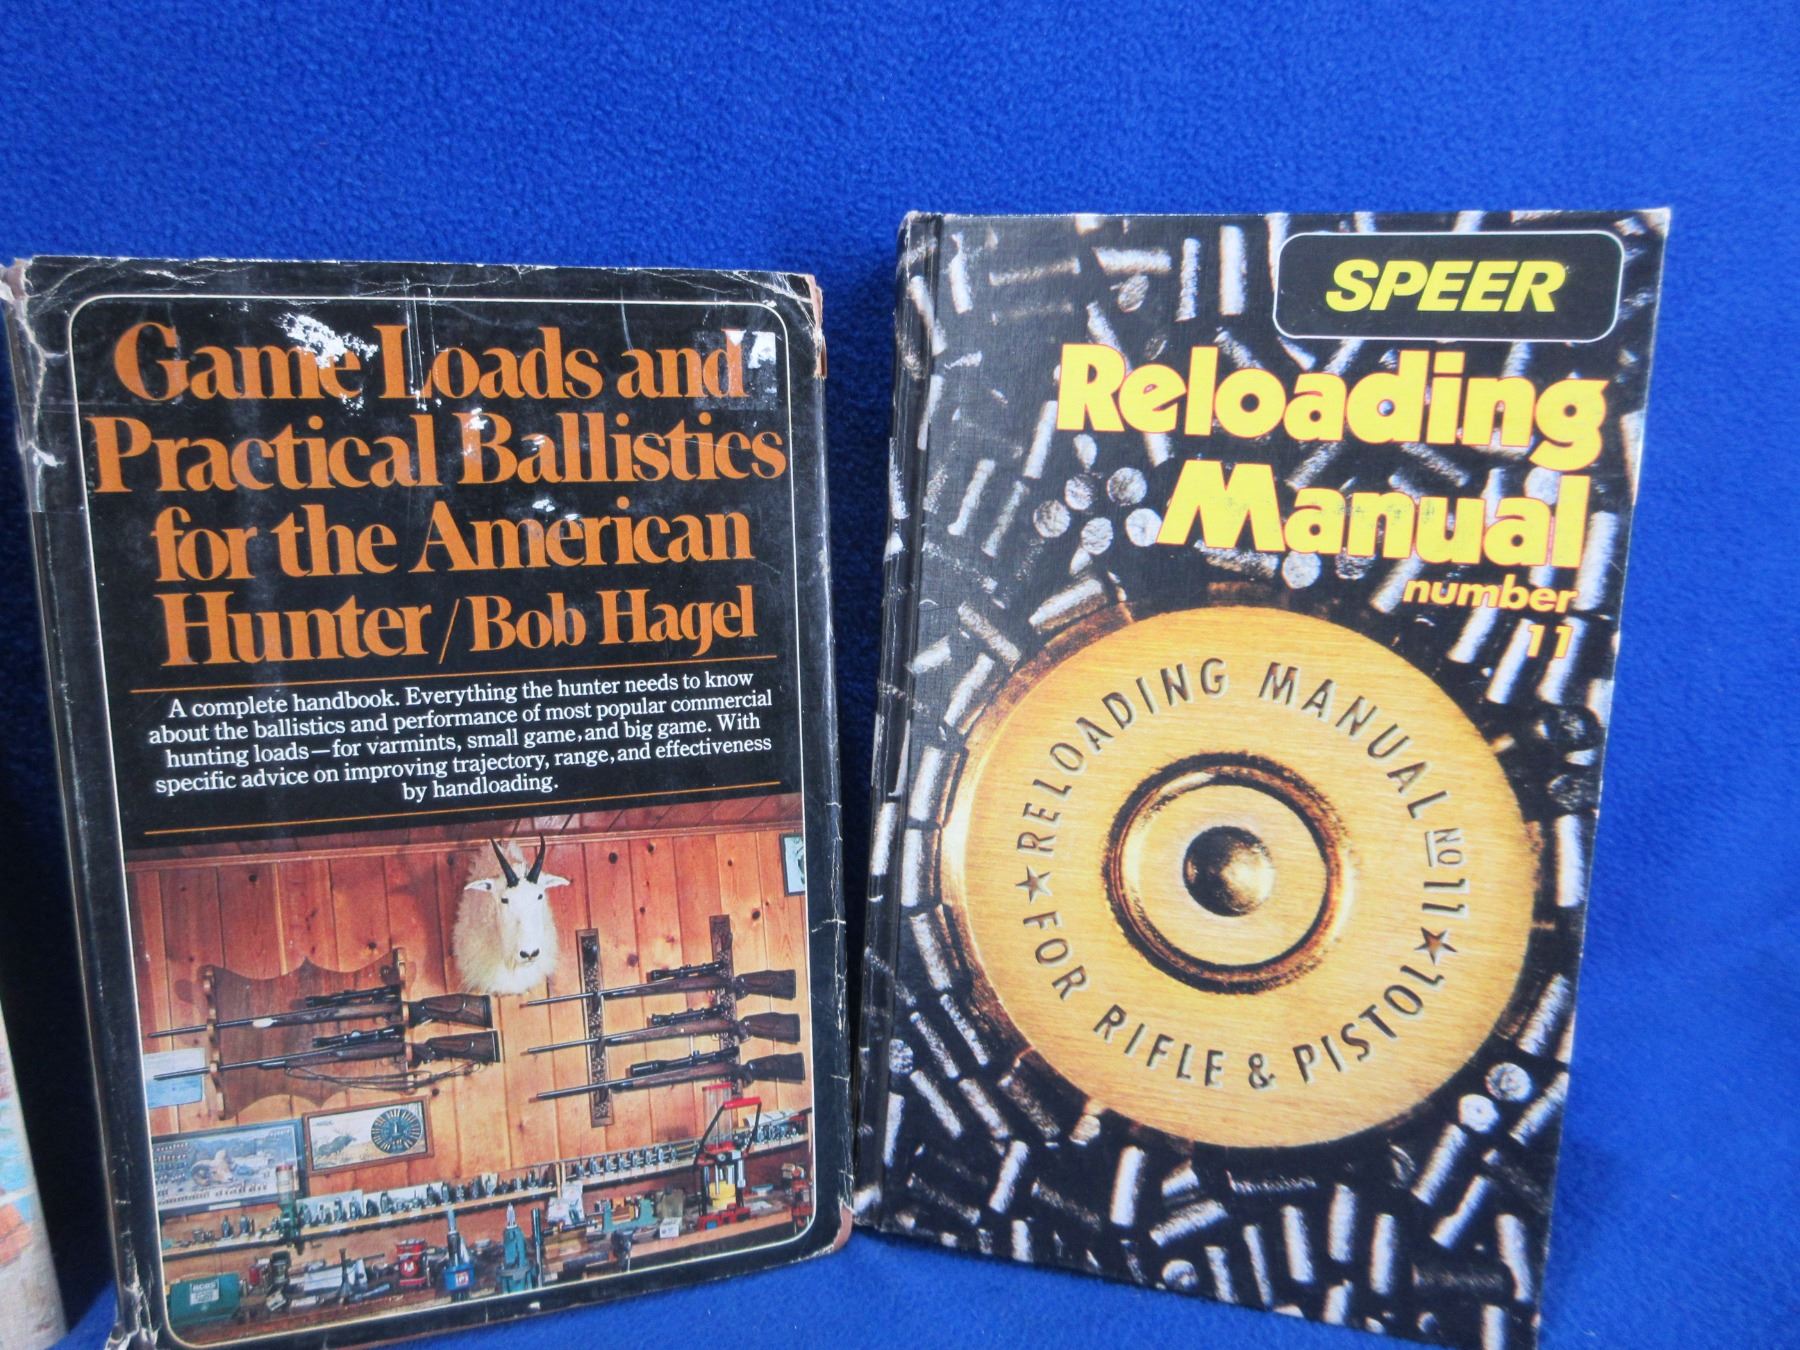 Game Loads and
Practical Ballistics
for the American
Hunter/Bob Hagel
A complete handbook. Everything the hunter needs to know
about the ballistics and performance of most popular commercial
hunting loads—for varmints, small game, and big game. With
specific advice on improving trajectory, range, and effectiveness
by handloading.
SPEER
Reloading
Manual
number
11
★ RELOADING MANUAL NO 11 ★
FOR RIFLE & PISTOL